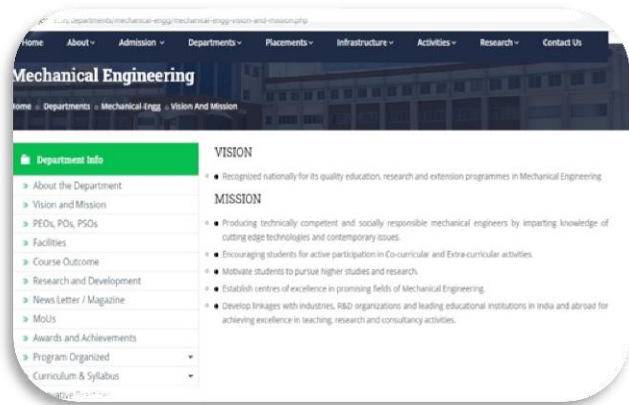 departments/mechanical-engg/mechanical-engg-vision-and-mission.php
Home About Admission Departments Placements Infrastructure Activities Research Contact Us
Mechanical Engineering
Home Departments Mechanical-Engg Vision And Mission
Department Info
» About the Department
» Vision and Mission
» PEOs, POs, PSOs
» Facilities
» Course Outcome
» Research and Development
» News Letter / Magazine
» MoUs
» Awards and Achievements
» Program Organized
» Curriculum & Syllabus
VISION
• Recognized nationally for its quality education, research and extension programmes in Mechanical Engineering
MISSION
• Producing technically competent and socially responsible mechanical engineers by imparting knowledge of
cutting edge technologies and contemporary issues.
• Encouraging students for active participation in Co-curricular and Extra-curricular activities.
• Motivate students to pursue higher studies and research.
• Establish centres of excellence in promising fields of Mechanical Engineering.
• Develop linkages with industries, R&D organizations and leading educational institutions in India and abroad for
achieving excellence in teaching, research and consultancy activities.